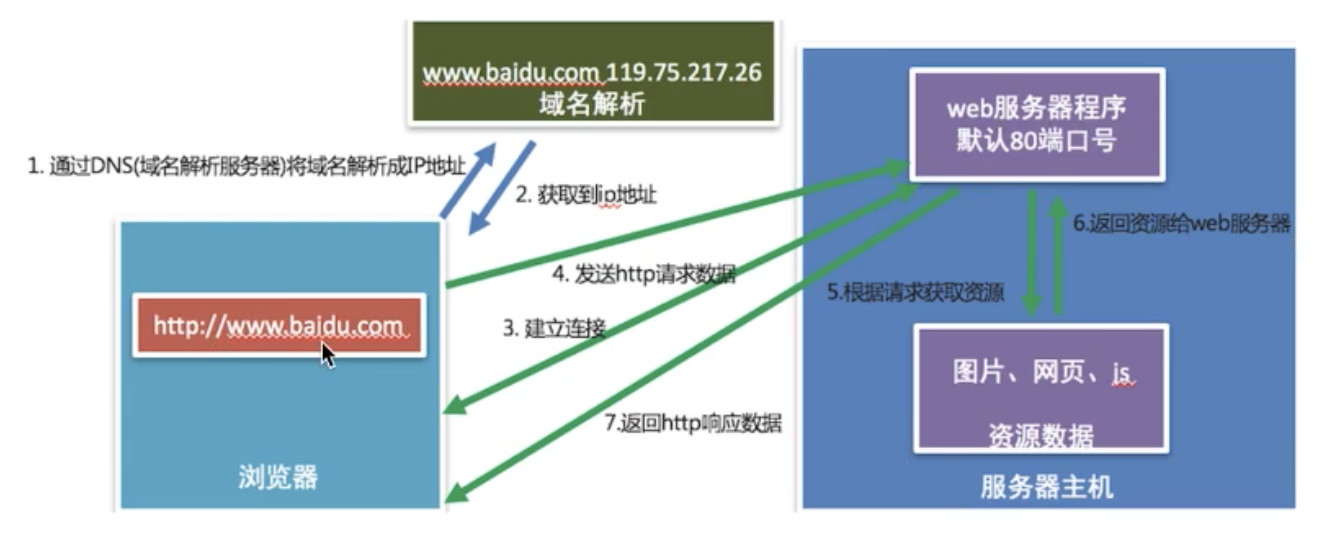 www.baidu.com 119.75.217.26
域名解析
web服务器程序
默认80端口号
1. 通过DNS(域名解析服务器)将域名解析成IP地址
2. 获取到ip地址
6.返回资源给web服务器
4. 发送http请求数据
5.根据请求获取资源
http://www.baidu.com
3. 建立连接
图片、网页、js
7.返回http响应数据
资源数据
浏览器
服务器主机